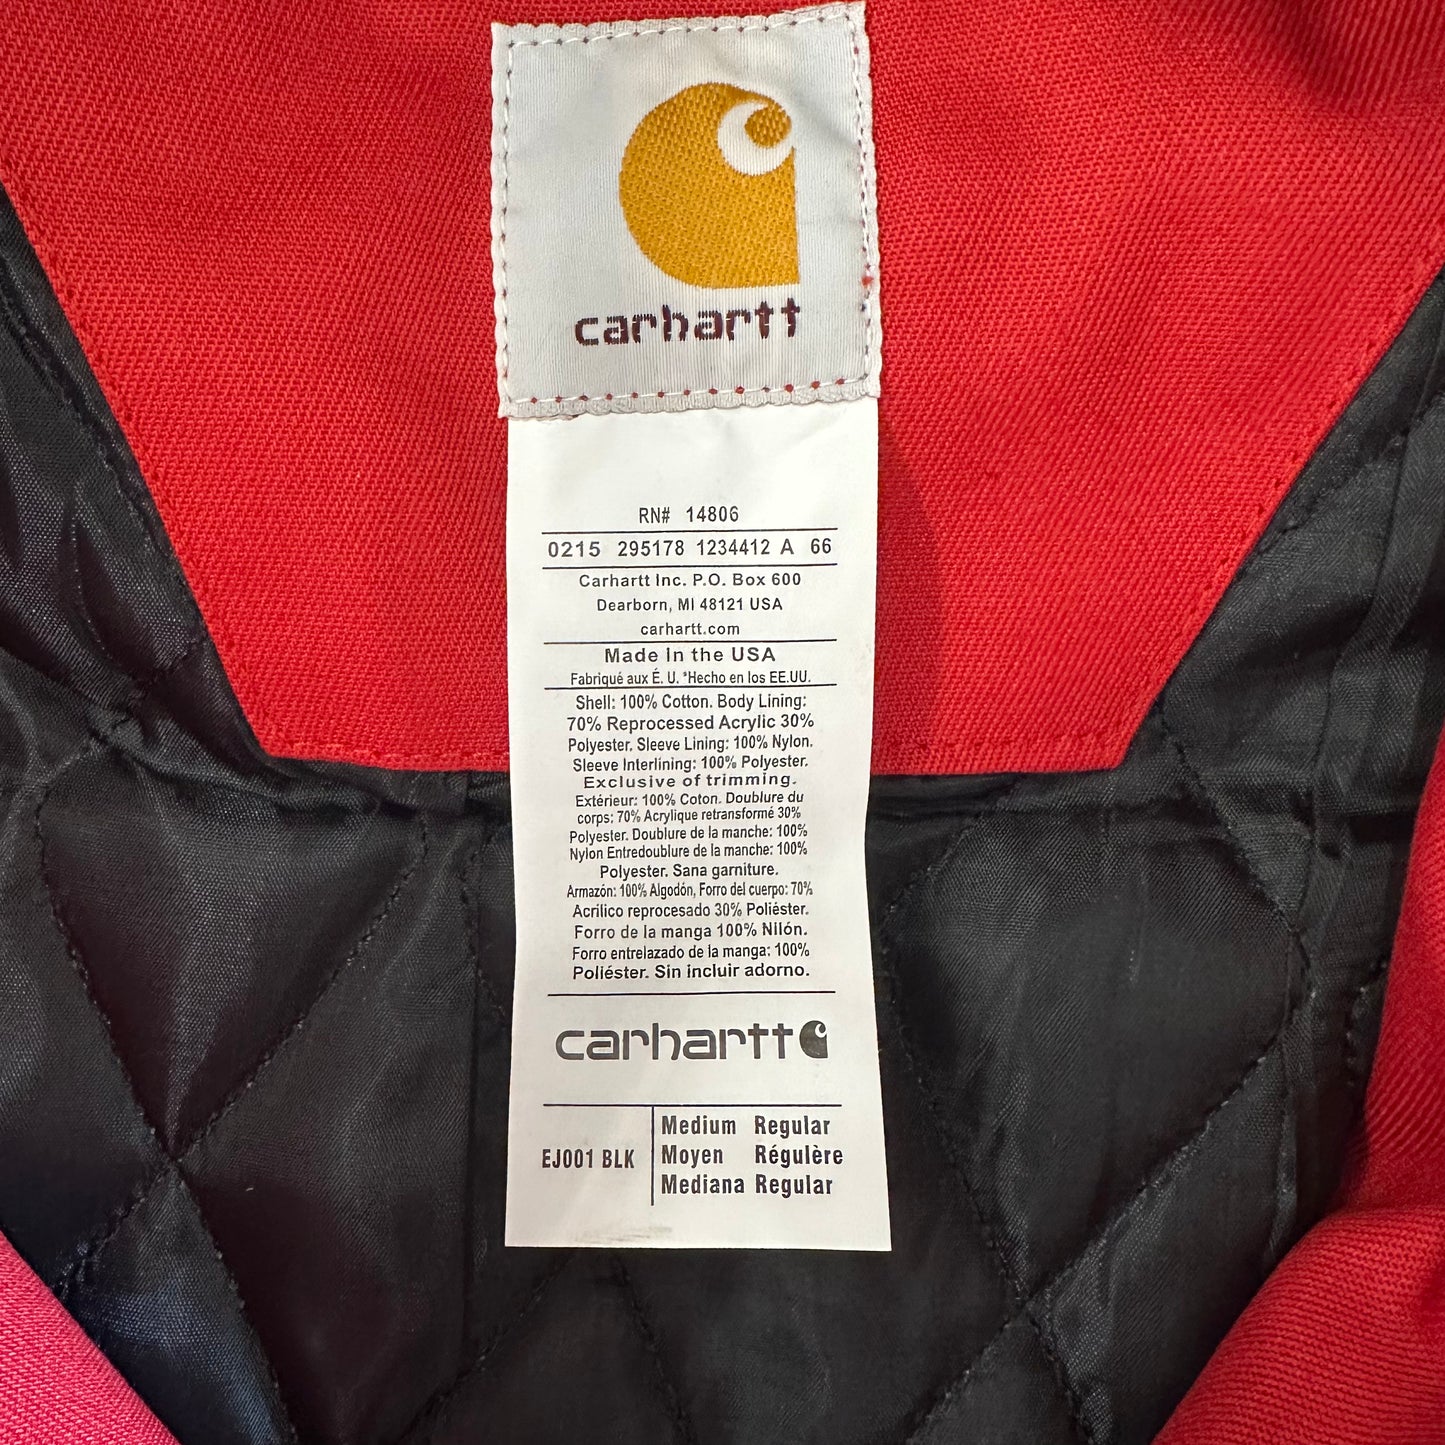 carhartt
RN# 14806
0215 295178 1234412 A 66
Carhartt Inc. P.O. Box 600
Dearborn, MI 48121 USA
carhartt.com
Made In the USA
Fabriqué aux É. U. *Hecho en los EE.UU.
Shell: 100% Cotton. Body Lining:
70% Reprocessed Acrylic 30%
Polyester, Sleeve Lining: 100% Nylon.
Sleeve Interlining: 100% Polyester.
Exclusive of trimming.
Extérieur: 100% Coton. Doublure du
corps: 70% Acrylique retransformé 30%
Polyester. Doublure de la manche: 100%
Nylon Entredoublure de la manche: 100%
Polyester. Sana garniture.
Armazón: 100% Algodón, Forro del cuerpo: 70%
Acrilico reprocesado 30% Poliéster.
Forro de la manga 100% Nilón.
Forro entrelazado de la manga: 100%
Poliéster. Sin incluir adorno.
carhartt
EJ001 BLK
Medium Regular
Moyen Régulère
Mediana Regular